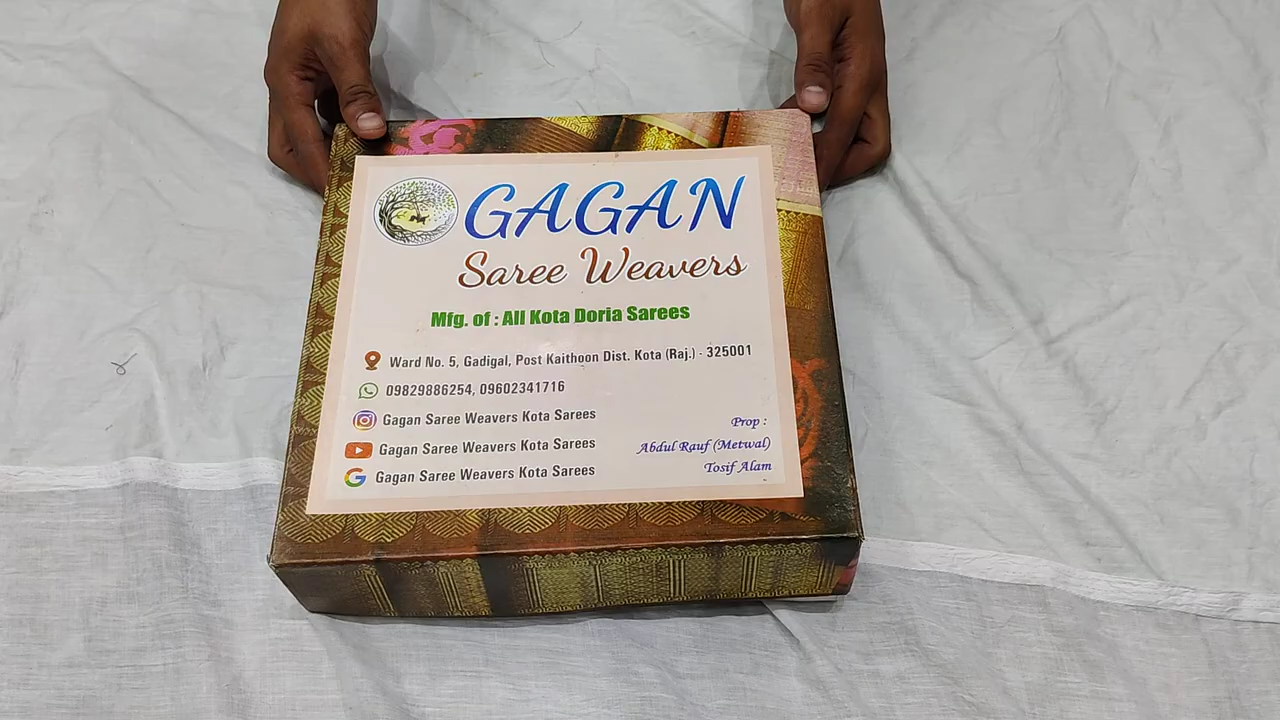 GAGAN
Saree Weavers
Mfg. of : All Kota Doria Sarees
Ward No. 5, Gadigal, Post Kaithoon Dist. Kota (Raj.) - 325001
09829886254, 09602341716
Gagan Saree Weavers Kota Sarees
Gagan Saree Weavers Kota Sarees
Gagan Saree Weavers Kota Sarees
Prop :
Abdul Rauf (Metwal)
Tosif Alam